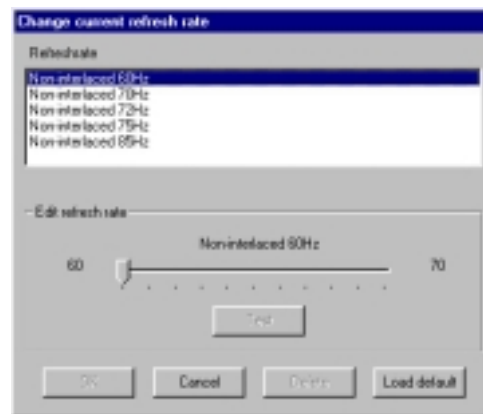 Change current refresh rate
Refreshrate
Non-interlaced 60Hz
Non-interlaced 70Hz
Non-interlaced 72Hz
Non-interlaced 75Hz
Non-interlaced 85Hz
Edit refresh rate
Non-interlaced 60Hz
60
70
Test
OK
Cancel
Delete
Load default